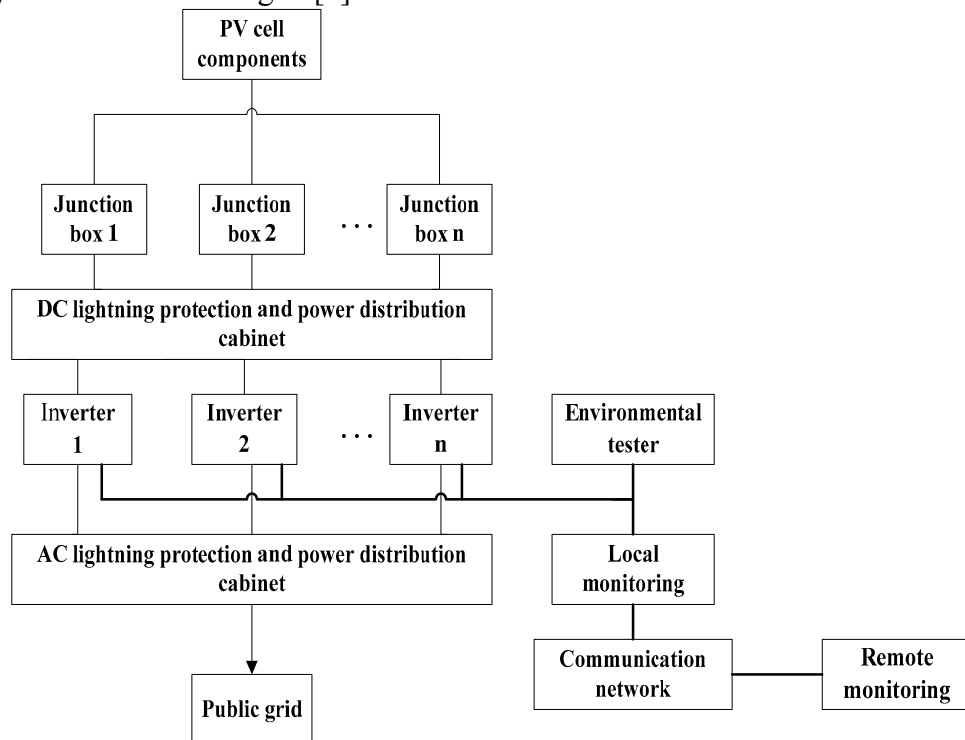 PV cell
components
Junction
box 1
Junction
box 2
. . .
Junction
box n
DC lightning protection and power distribution
cabinet
Inverter
1
Inverter
2
. . .
Inverter
n
Environmental
tester
AC lightning protection and power distribution
cabinet
Local
monitoring
Communication
network
Remote
monitoring
Public grid